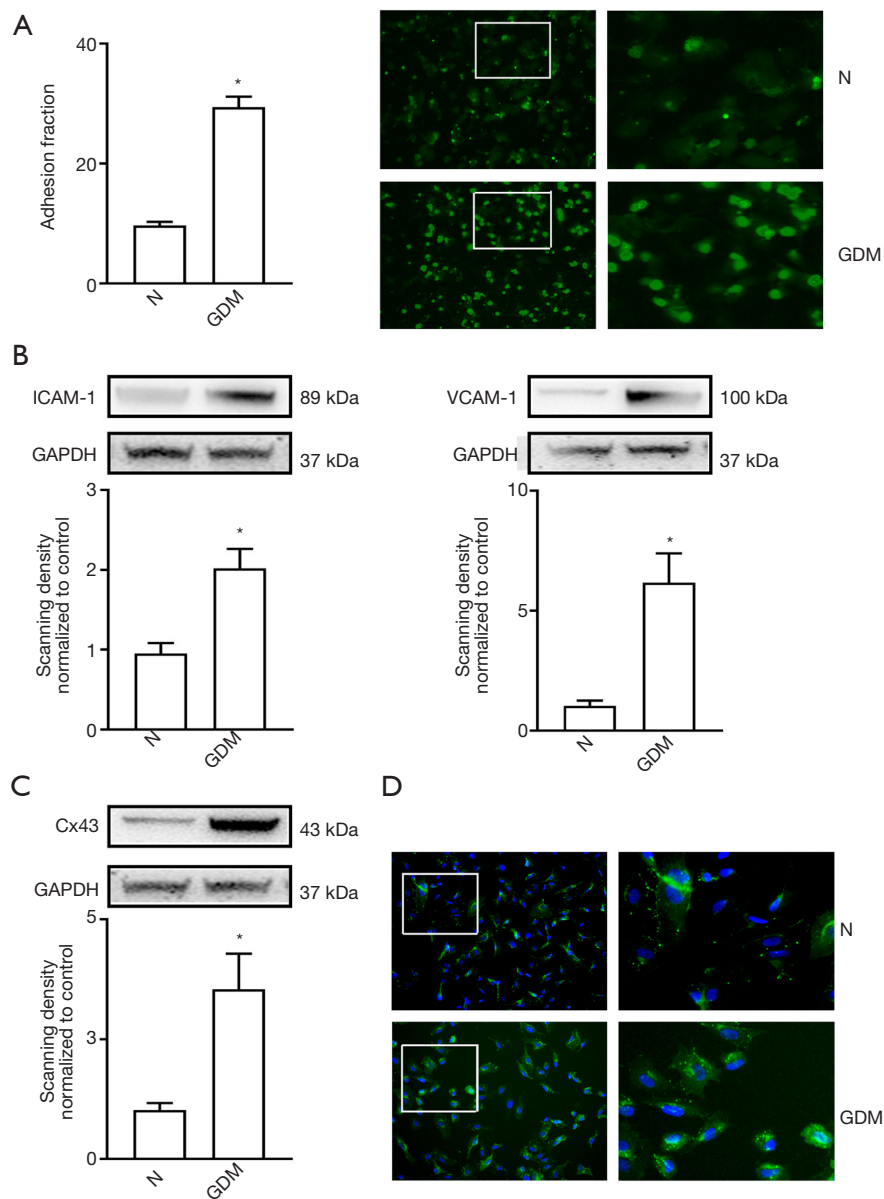 A
Adhesion fraction
40
20
0
*
N
GDM
N
GDM
B
ICAM-1
89 kDa
GAPDH
37 kDa
Scanning density
normalized to control
3
2
1
0
*
N
GDM
VCAM-1
100 kDa
GAPDH
37 kDa
Scanning density
normalized to control
10
5
0
*
N
GDM
C
Cx43
43 kDa
GAPDH
37 kDa
Scanning density
normalized to control
5
3
0
*
N
GDM
D
N
GDM